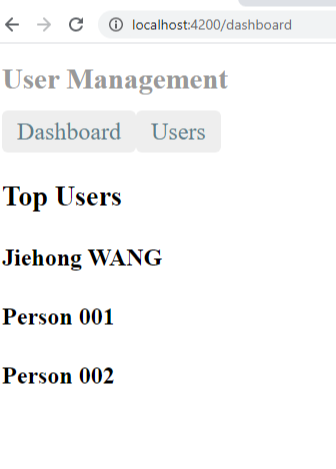 localhost:4200/dashboard
User Management
Dashboard Users
Top Users
Jiehong WANG
Person 001
Person 002